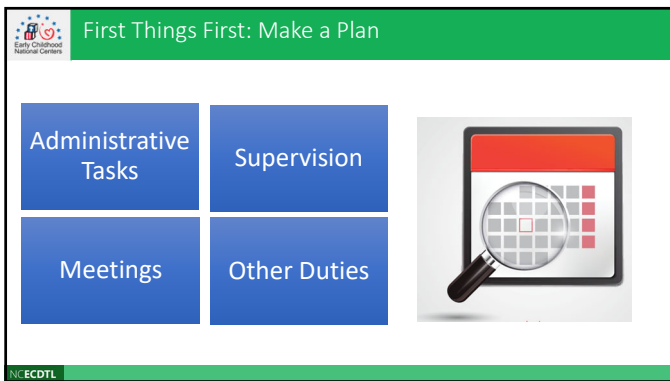 Early Childhood
National Centers
First Things First: Make a Plan
Administrative
Tasks
Supervision
Meetings
Other Duties
NCECDTL